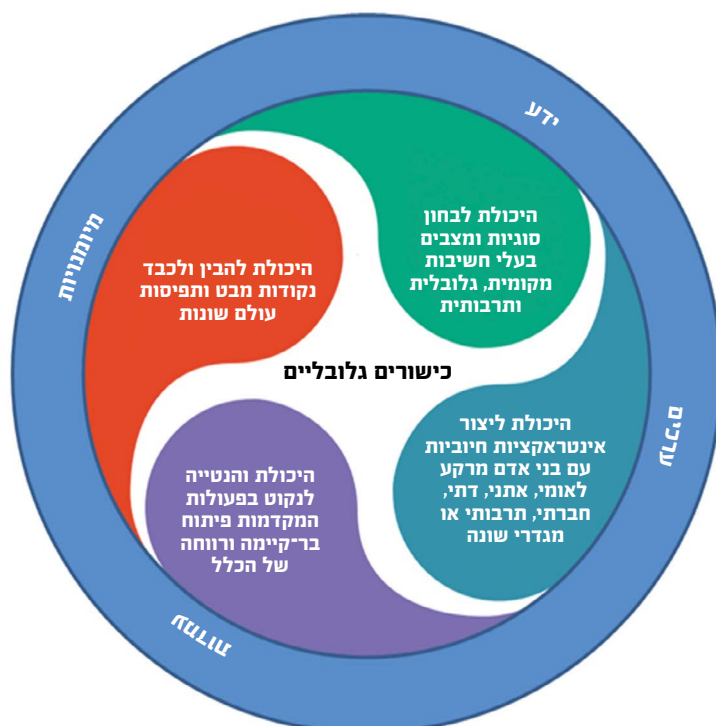 ידע
היכולת לבחון
סוגיות ומצבים
בעלי חשיבות
מקומית, גלובלית
ותרבותית
מיומנויות
היכולת להבין ולכבד
נקודות מבט ותפיסות
עולם שונות
כישורים גלובליים
ערכים
היכולת ליצור
אינטראקציות חיוביות
עם בני אדם מרקע
לאומי, אתני, דתי,
חברתי, תרבותי או
מגדרי שונה
היכולת והנטייה
לנקוט בפעולות
המקדמות פיתוח
בר־קיימה ורווחה
של הכלל
עמדות